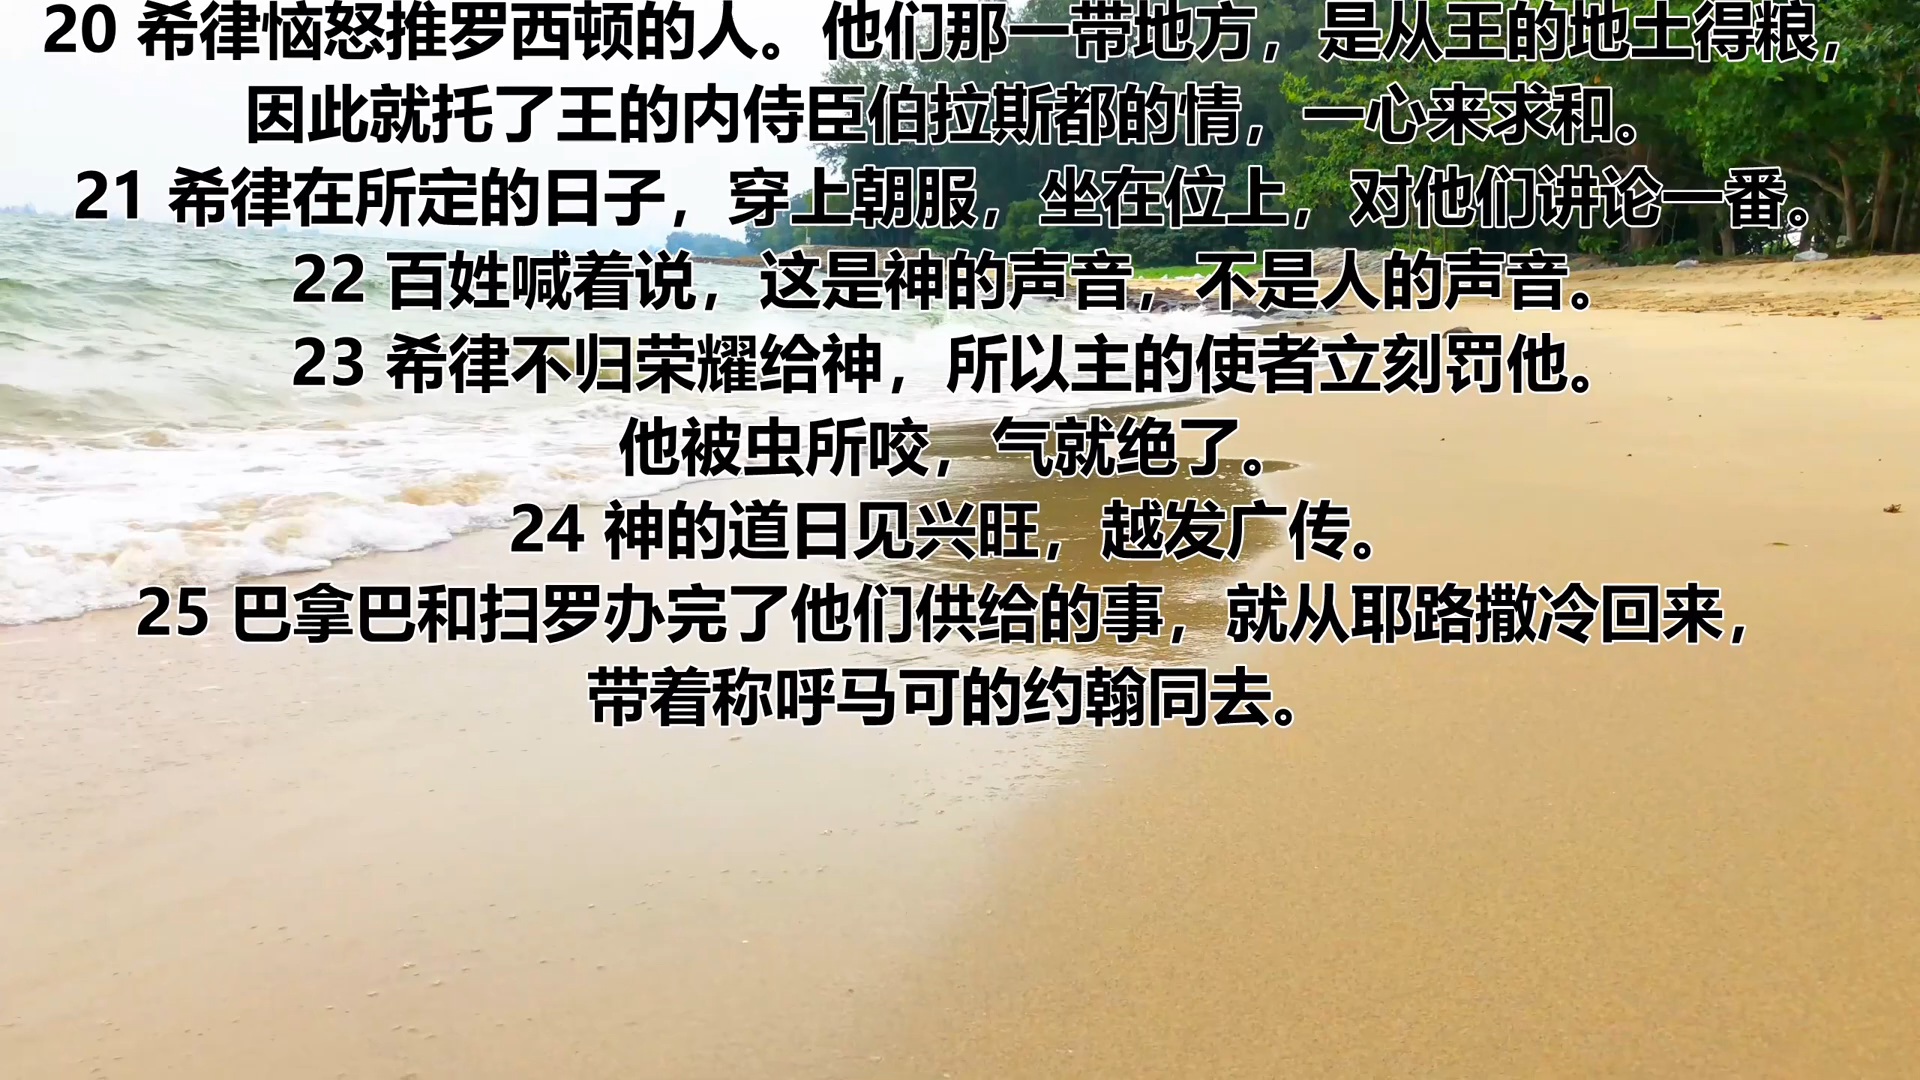 20 希律恼怒推罗西顿的人。他们那一带地方，是从王的地土得粮，
因此就托了王的内侍臣伯拉斯都的情，一心来求和。
21 希律在所定的日子，穿上朝服，坐在位上，对他们讲论一番。
22 百姓喊着说，这是神的声音，不是人的声音。
23 希律不归荣耀给神，所以主的使者立刻罚他。
他被虫所咬，气就绝了。
24 神的道日见兴旺，越发广传。
25 巴拿巴和扫罗办完了他们供给的事，就从耶路撒冷回来，
带着称呼马可的约翰同去。